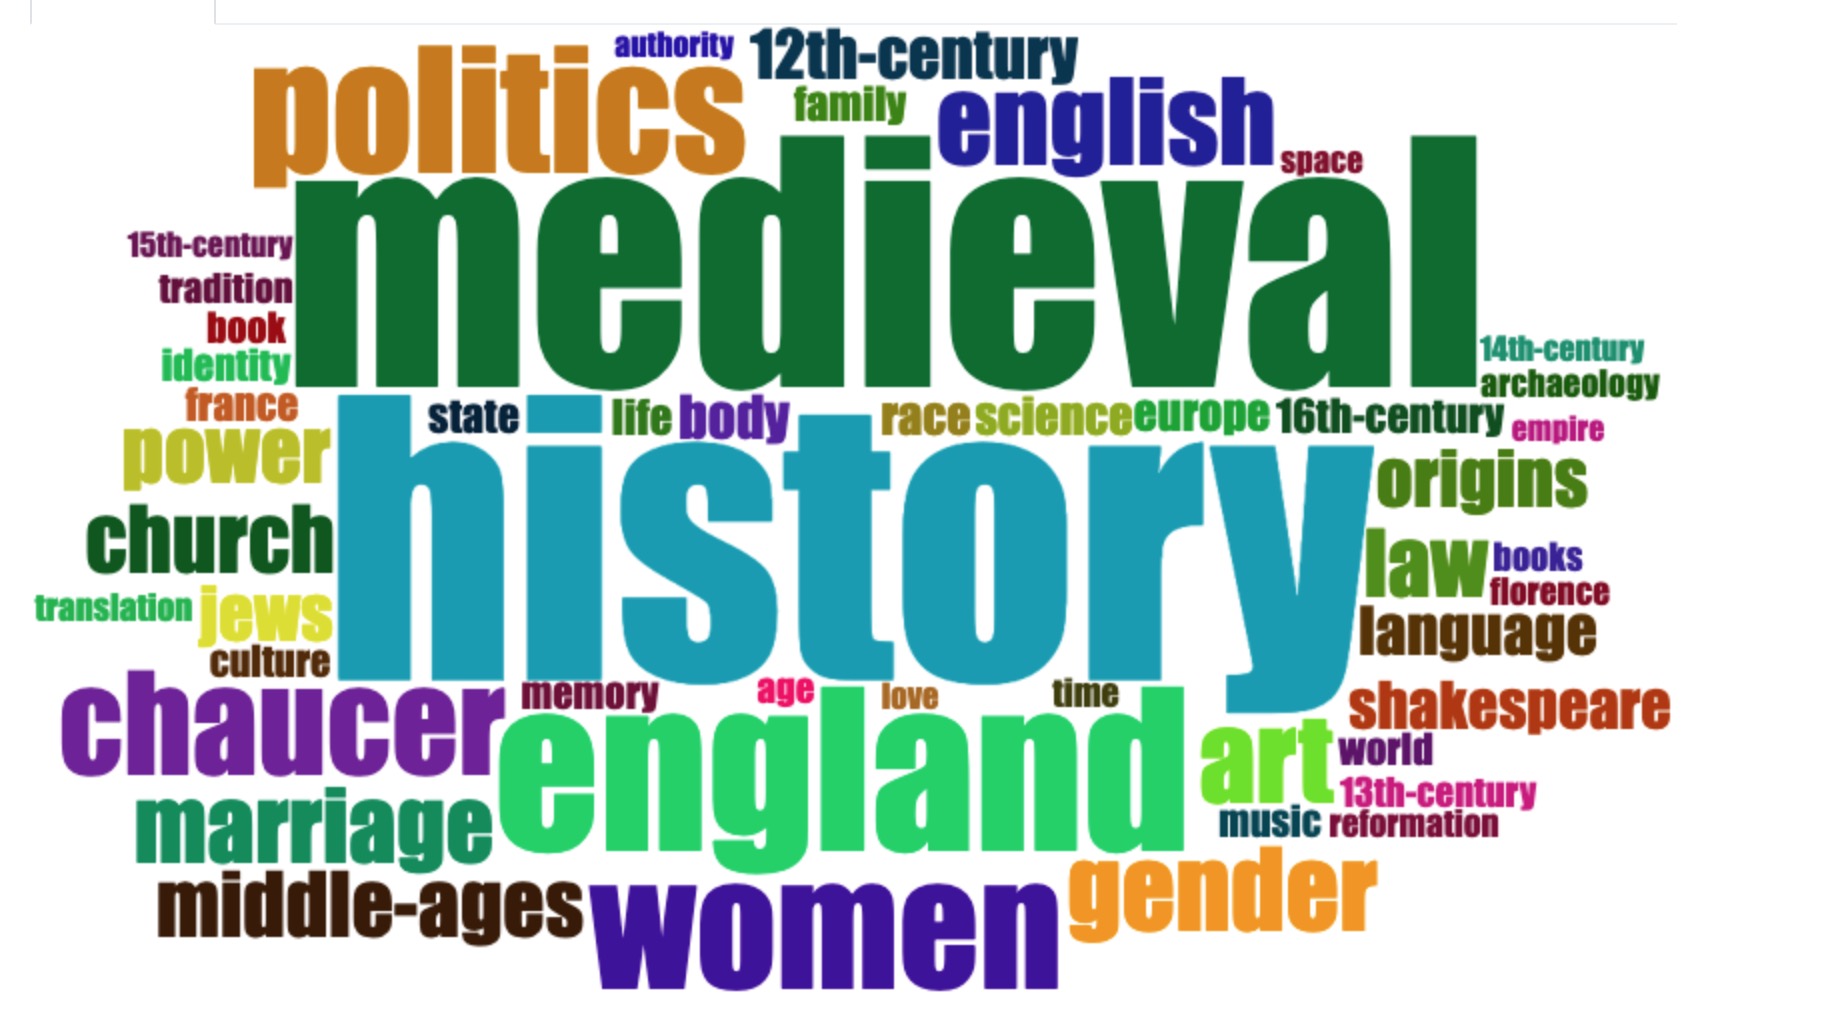 authority
12th-century
politics
family
english
space
medieval
15th-century
tradition
book
identity
14th-century
archaeology
france
state
life
body
race
science
europe
16th-century
empire
power
history
origins
church
law
books
translation
jews
florence
language
culture
chaucer
memory
age
love
time
shakespeare
england
art
world
13th-century
marriage
music
reformation
middle-ages
women
gender